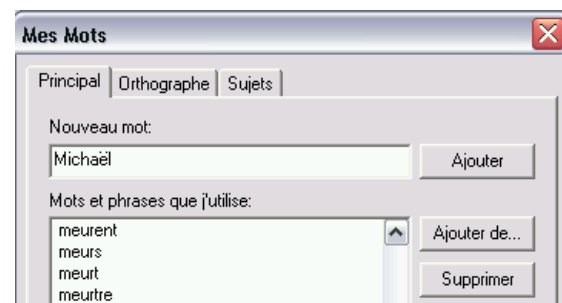 Mes Mots
Principal Orthographe Sujets
Nouveau mot:
Michaël Ajouter
Mots et phrases que j'utilise:
meurent Ajouter de...
meurs
meurt Supprimer
meurtre